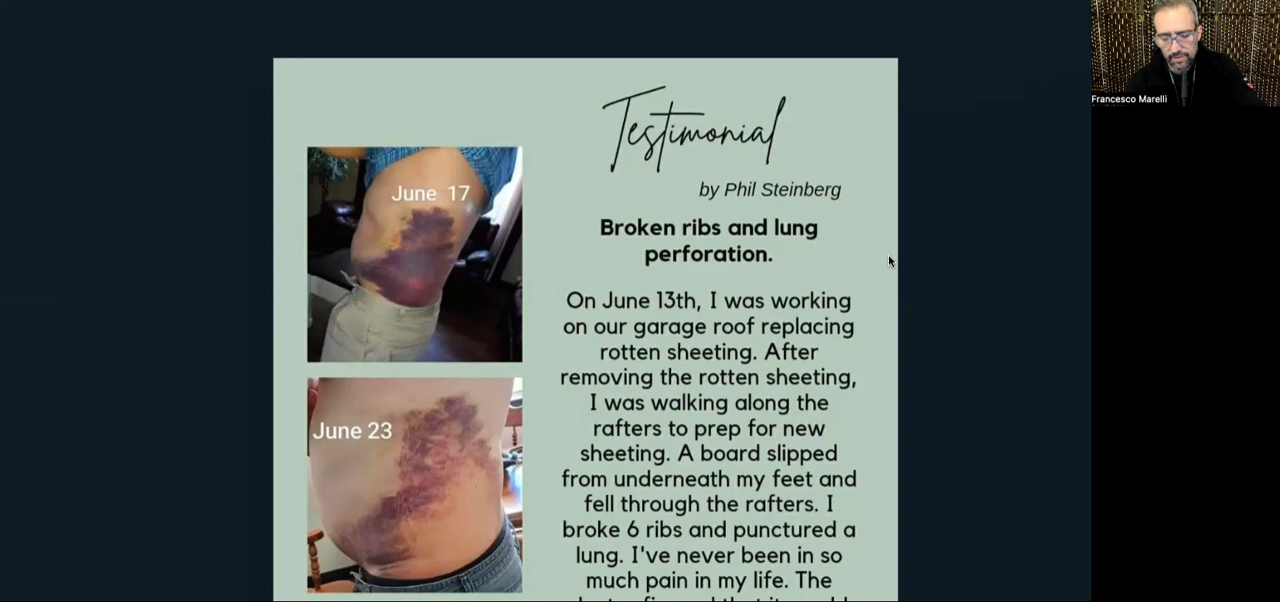 Francesco Marelli
Testimonial
by Phil Steinberg
June 17
June 23
Broken ribs and lung
perforation.
On June 13th, I was working
on our garage roof replacing
rotten sheeting. After
removing the rotten sheeting,
I was walking along the
rafters to prep for new
sheeting. A board slipped
from underneath my feet and
fell through the rafters. I
broke 6 ribs and punctured a
lung. I've never been in so
much pain in my life. The